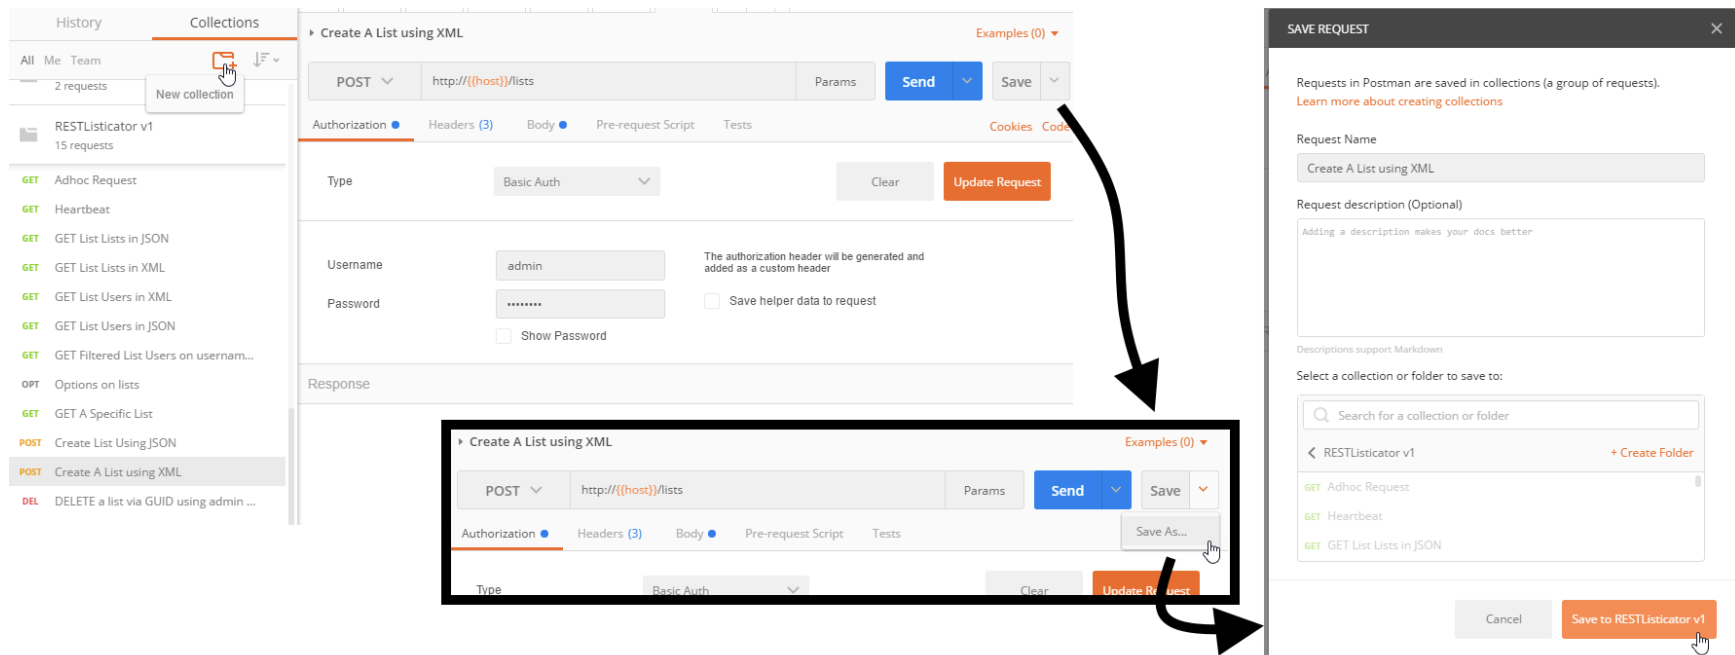 History
Collections
All Me Team
2 requests
New collection
RESTListicator v1
15 requests
GET Adhoc Request
GET Heartbeat
GET GET List Lists in JSON
GET GET List Lists in XML
GET GET List Users in XML
GET GET List Users in JSON
GET GET Filtered List Users on usernam...
OPT Options on lists
GET GET A Specific List
POST Create List Using JSON
POST Create A List using XML
DEL DELETE a list via GUID using admin ...
Create A List using XML
Examples (0)
POST http://{{host}}/lists Params Send Save
Authorization Headers (3) Body Pre-request Script Tests Cookies Code
Type Basic Auth Clear Update Request
Username admin
The authorization header will be generated and
added as a custom header
Password ••••••••
Save helper data to request
Show Password
Response
Create A List using XML
Examples (0)
POST http://{{host}}/lists Params Send Save
Authorization Headers (3) Body Pre-request Script Tests
Save As...
Type Basic Auth Clear Update Request
SAVE REQUEST
Requests in Postman are saved in collections (a group of requests).
Learn more about creating collections
Request Name
Create A List using XML
Request description (Optional)
Adding a description makes your docs better
Descriptions support Markdown
Select a collection or folder to save to:
Search for a collection or folder
RESTListicator v1 + Create Folder
GET Adhoc Request
GET Heartbeat
GET GET List Lists in JSON
Cancel Save to RESTListicator v1